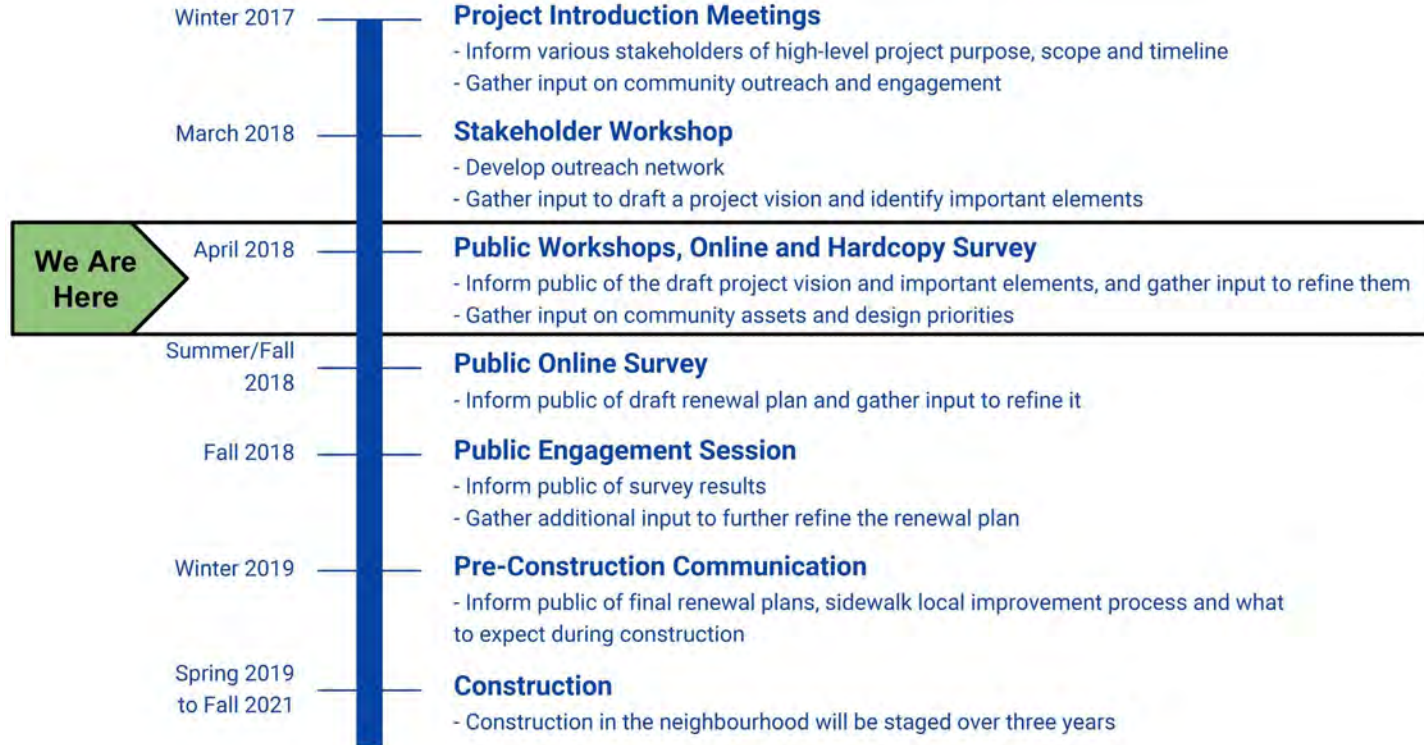 Winter 2017
Project Introduction Meetings
- Inform various stakeholders of high-level project purpose, scope and timeline
- Gather input on community outreach and engagement
March 2018
Stakeholder Workshop
- Develop outreach network
- Gather input to draft a project vision and identify important elements
We Are
Here
April 2018
Public Workshops, Online and Hardcopy Survey
- Inform public of the draft project vision and important elements, and gather input to refine them
- Gather input on community assets and design priorities
Summer/Fall
2018
Public Online Survey
- Inform public of draft renewal plan and gather input to refine it
Fall 2018
Public Engagement Session
- Inform public of survey results
- Gather additional input to further refine the renewal plan
Winter 2019
Pre-Construction Communication
- Inform public of final renewal plans, sidewalk local improvement process and what
to expect during construction
Spring 2019
to Fall 2021
Construction
- Construction in the neighbourhood will be staged over three years